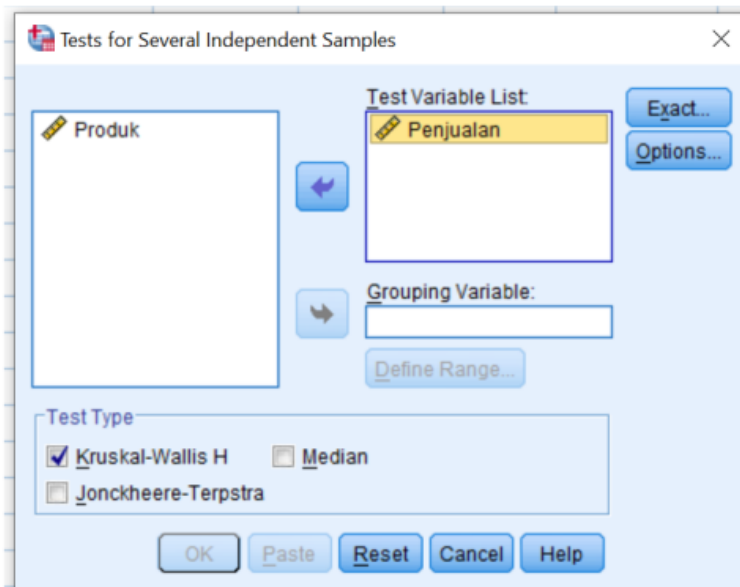 Tests for Several Independent Samples
Test Variable List:
Produk
Penjualan
Exact...
Options...
Grouping Variable:
Define Range...
Test Type
Kruskal-Wallis H
Median
Jonckheere-Terpstra
OK
Paste
Reset
Cancel
Help